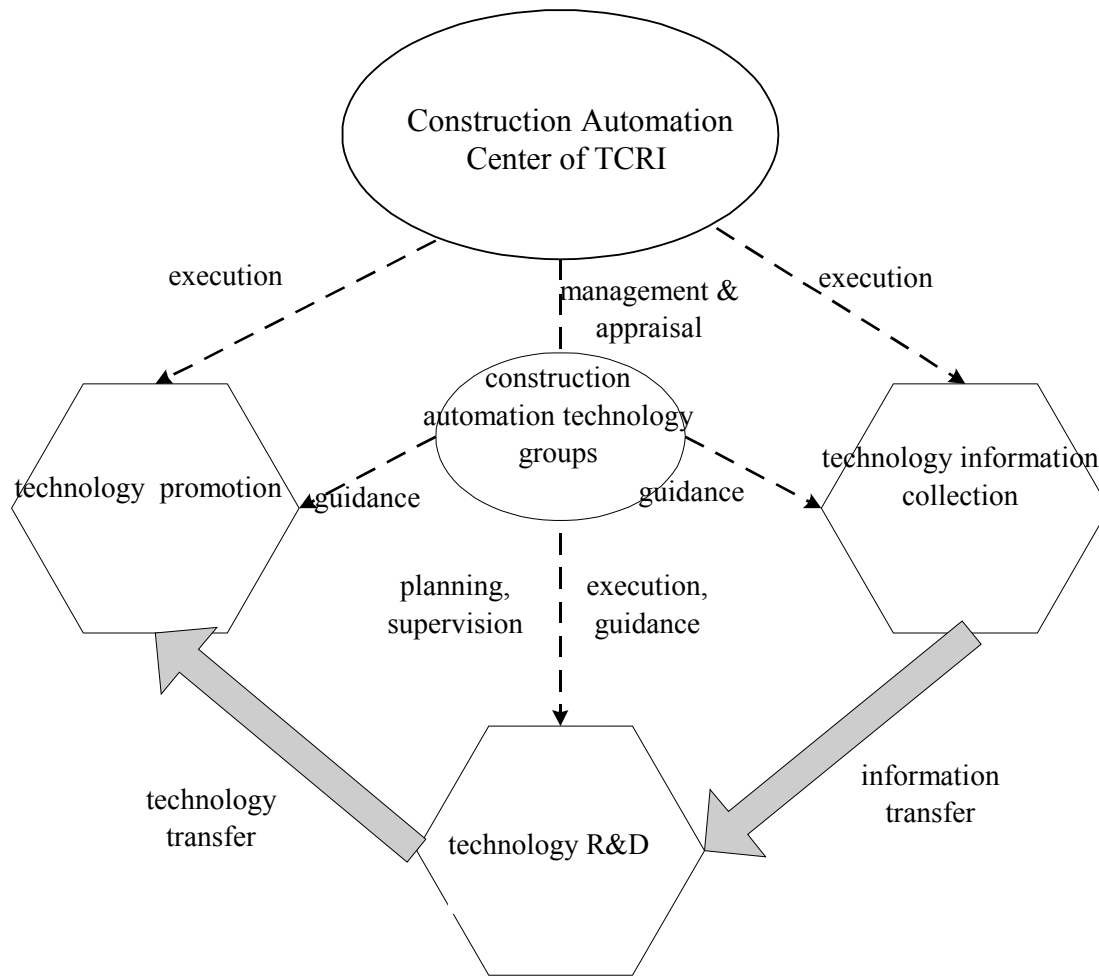 Construction Automation
Center of TCRI
execution
management &
appraisal
execution
construction
automation technology
groups
technology promotion
guidance
guidance
technology information
collection
planning,
supervision
execution,
guidance
technology
transfer
information
transfer
technology R&D